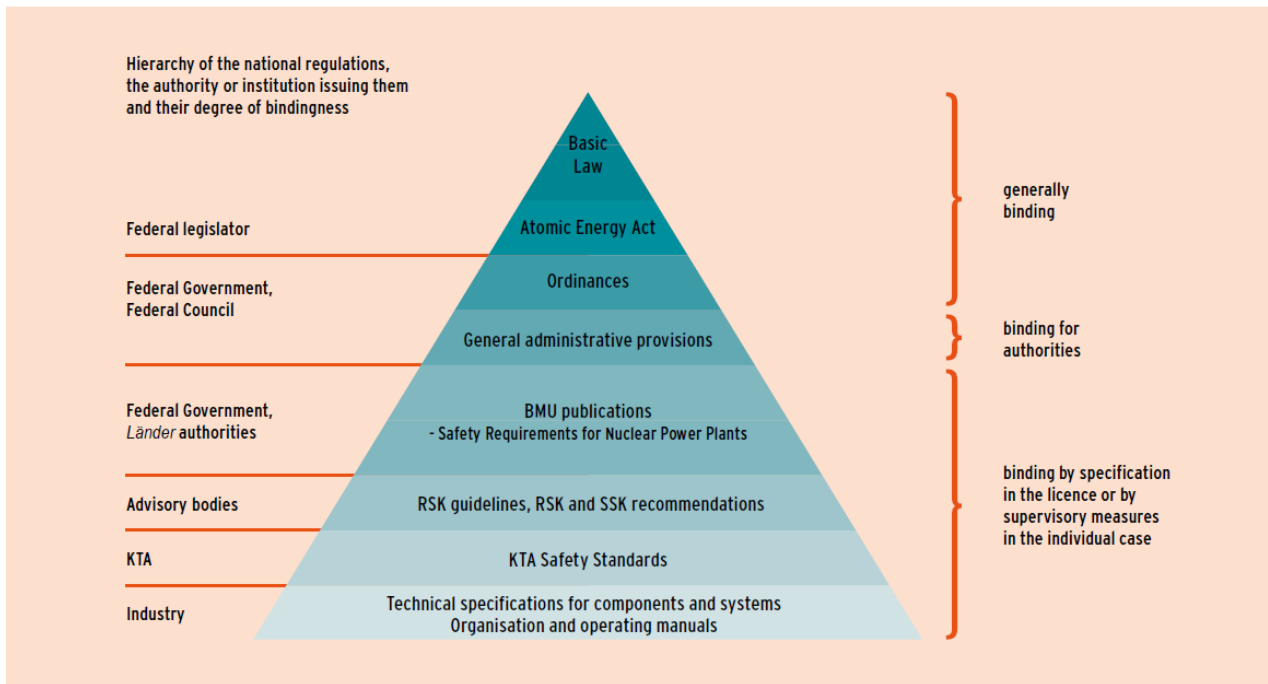 Hierarchy of the national regulations,
the authority or institution issuing them
and their degree of bindingness
Basic
Law
generally
binding
Federal legislator
Atomic Energy Act
Federal Government,
Federal Council
Ordinances
General administrative provisions
binding for
authorities
Federal Government,
Länder authorities
BMU publications
- Safety Requirements for Nuclear Power Plants
binding by specification
in the licence or by
supervisory measures
in the individual case
Advisory bodies
RSK guidelines, RSK and SSK recommendations
KTA
KTA Safety Standards
Industry
Technical specifications for components and systems
Organisation and operating manuals